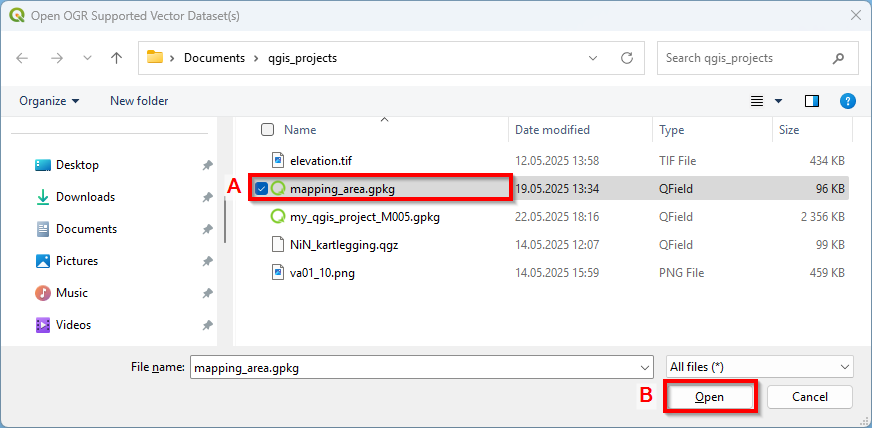 Open OGR Supported Vector Dataset(s)
Documents qgis_projects Search qgis_projects
Organize New folder
Name Date modified Type Size
Desktop
Downloads
Documents
Pictures
Music
Videos
elevation.tif 12.05.2025 13:58 TIF File 434 KB
A mapping_area.gpkg 19.05.2025 13:34 QField 96 KB
my_qgis_project_M005.gpkg 22.05.2025 18:16 QField 2 356 KB
NiN_kartlegging.qgz 14.05.2025 12:07 QField 99 KB
va01_10.png 14.05.2025 15:59 PNG File 459 KB
File name: mapping_area.gpkg All files (*)
B Open Cancel